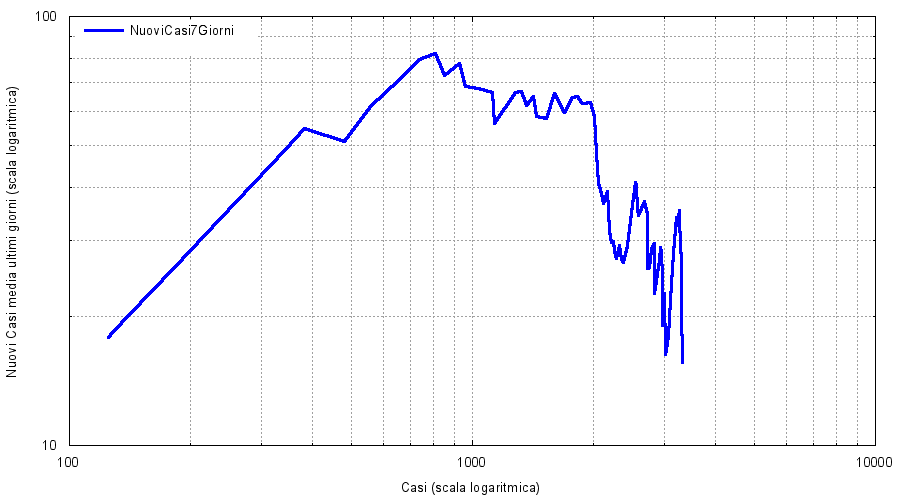 100
NuoviCasi7Giorni
Nuovi Casi media ultimi giorni (scala logaritmica)
10
100 1000 10000
Casi (scala logaritmica)